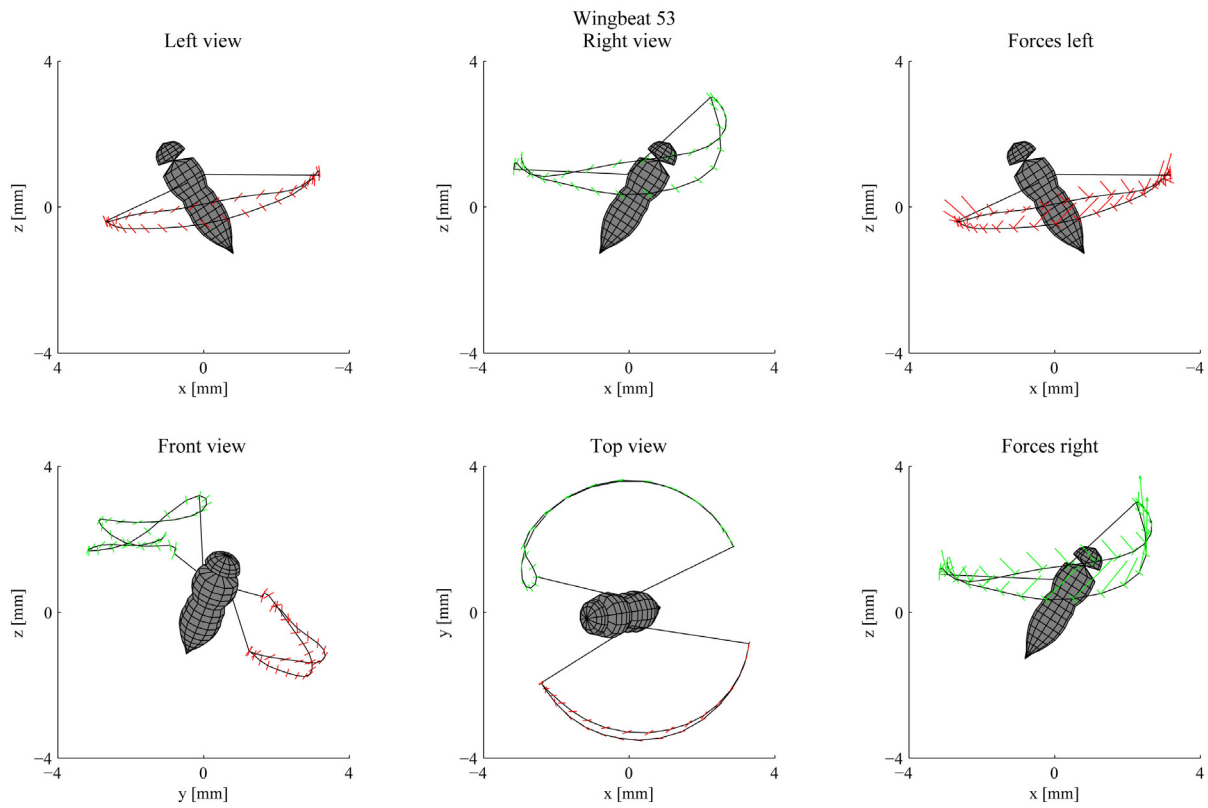 Wingbeat 53
Left view
Right view
Forces left
4
0
−4
z [mm]
4
0
−4
x [mm]
4
0
−4
z [mm]
−4
0
4
x [mm]
4
0
−4
z [mm]
4
0
−4
x [mm]
Front view
Top view
Forces right
4
0
−4
z [mm]
−4
0
4
y [mm]
4
0
−4
y [mm]
−4
0
4
x [mm]
4
0
−4
z [mm]
−4
0
4
x [mm]